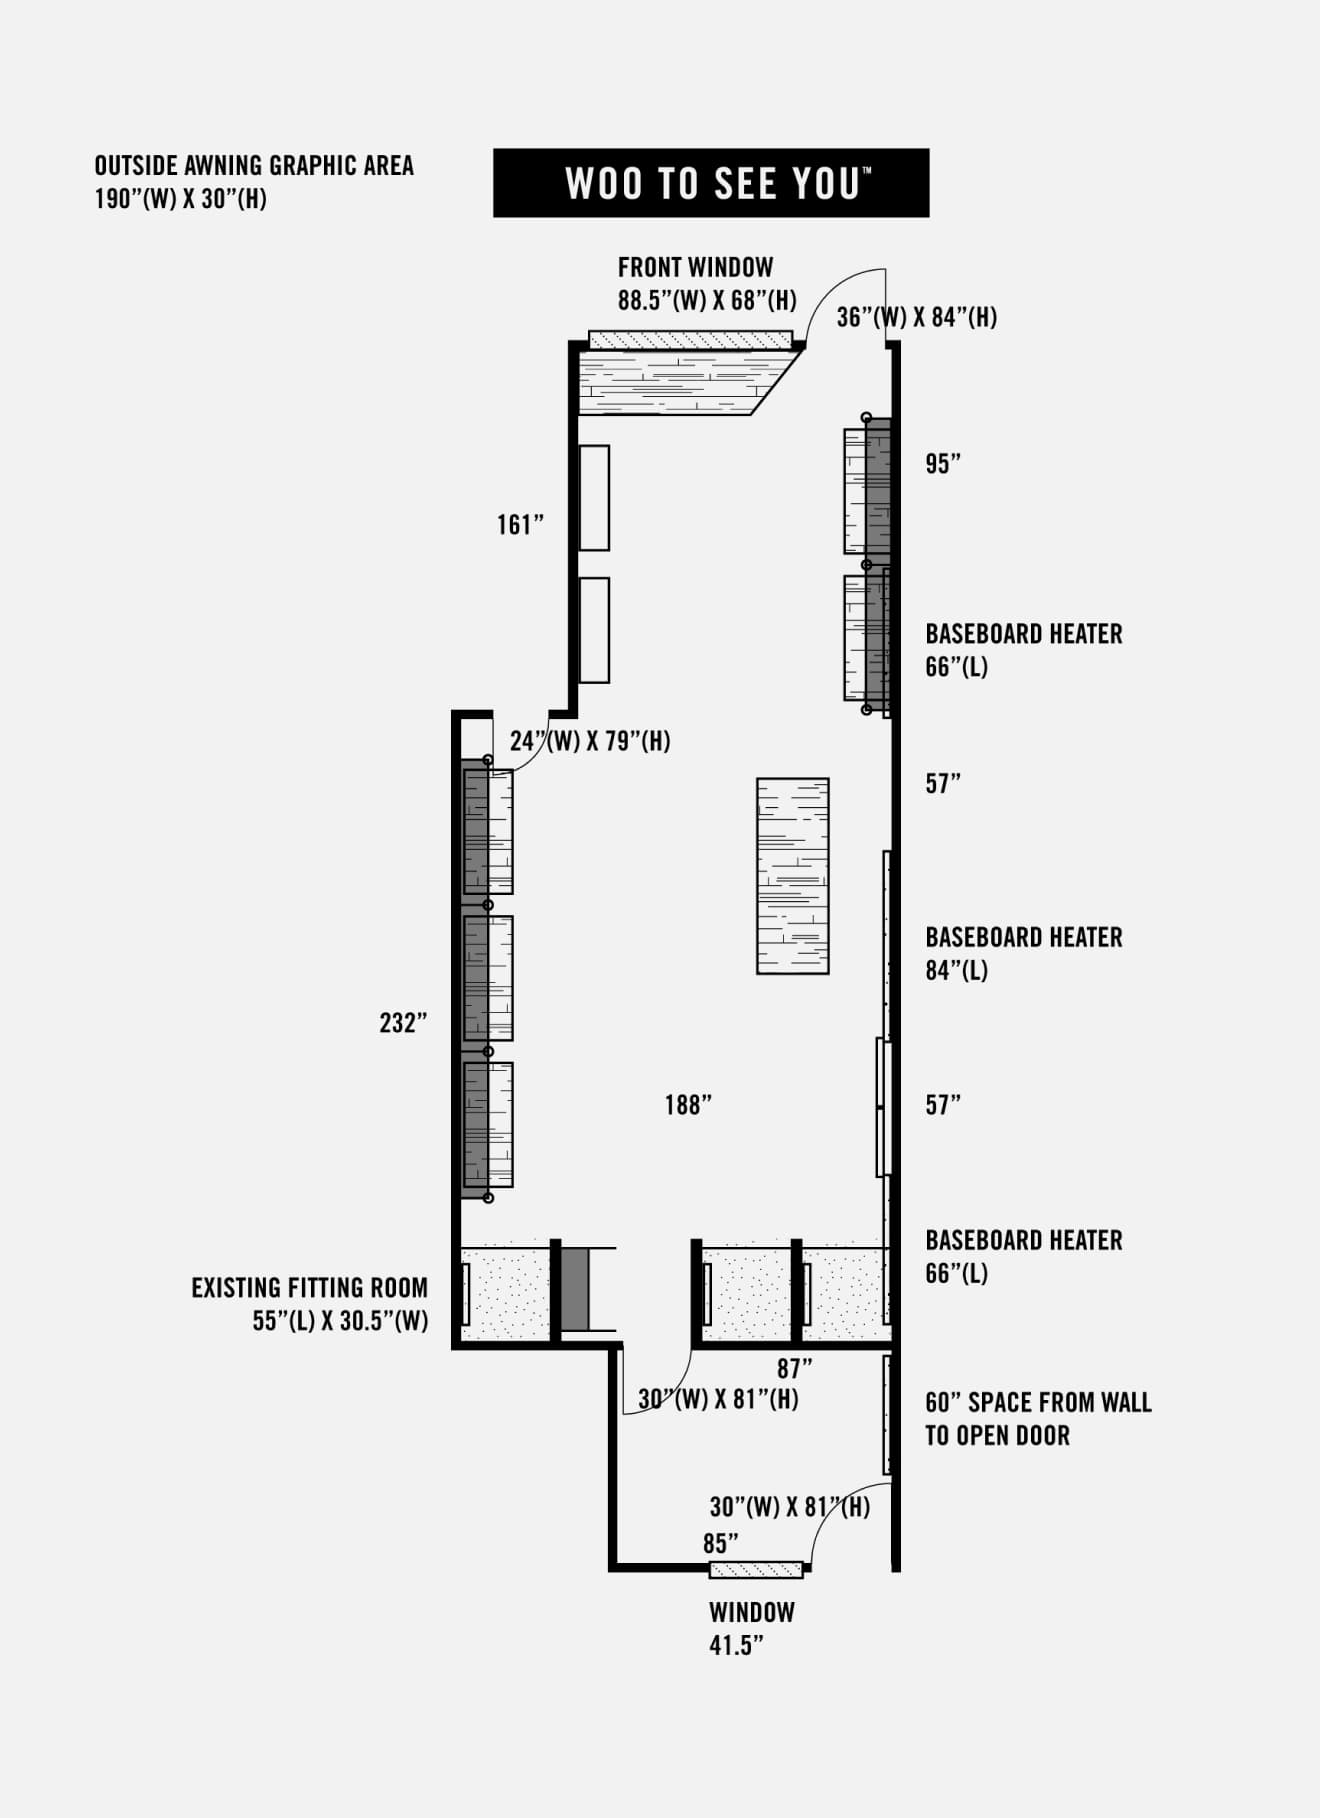 OUTSIDE AWNING GRAPHIC AREA
190”(W) X 30”(H)
WOO TO SEE YOU™
FRONT WINDOW
88.5”(W) X 68”(H)
36”(W) X 84”(H)
95”
161”
BASEBOARD HEATER
66”(L)
24”(W) X 79”(H)
57”
BASEBOARD HEATER
84”(L)
232”
188”
57”
BASEBOARD HEATER
66”(L)
EXISTING FITTING ROOM
55”(L) X 30.5”(W)
87”
30”(W) X 81”(H)
60” SPACE FROM WALL
TO OPEN DOOR
30”(W) X 81”(H)
85”
WINDOW
41.5”